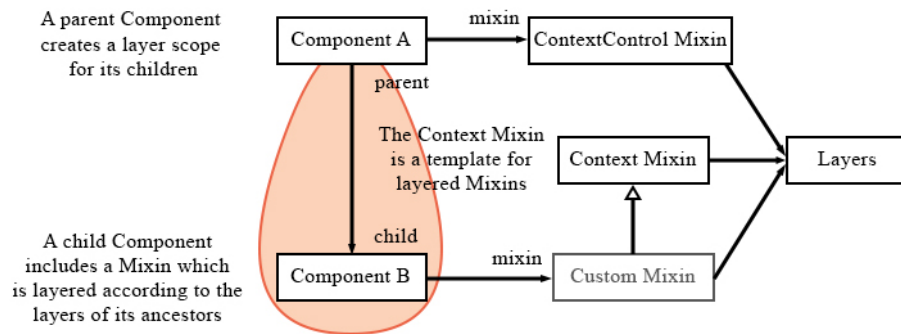 A parent Component
creates a layer scope
for its children
Component A
mixin
ContextControl Mixin
parent
The Context Mixin
is a template for
layered Mixins
Context Mixin
Layers
A child Component
includes a Mixin which
is layered according to the
layers of its ancestors
child
Component B
mixin
Custom Mixin